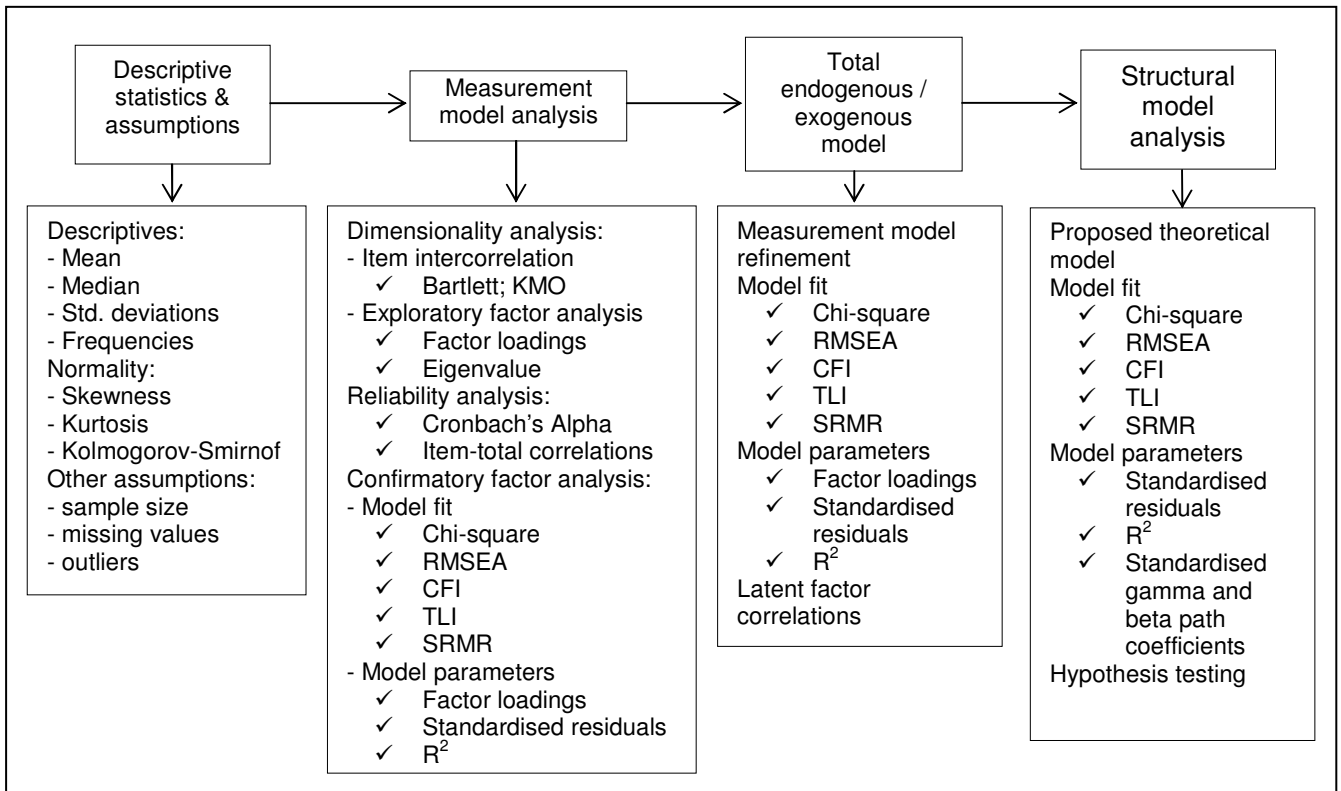 Descriptive
statistics &
assumptions
Measurement
model analysis
Total
endogenous /
exogenous
model
Structural
model
analysis
Descriptives:
- Mean
- Median
- Std. deviations
- Frequencies
Normality:
- Skewness
- Kurtosis
- Kolmogorov-Smirnof
Other assumptions:
- sample size
- missing values
- outliers
Dimensionality analysis:
- Item intercorrelation
✓ Bartlett; KMO
- Exploratory factor analysis
✓ Factor loadings
✓ Eigenvalue
Reliability analysis:
✓ Cronbach’s Alpha
✓ Item-total correlations
Confirmatory factor analysis:
- Model fit
✓ Chi-square
✓ RMSEA
✓ CFI
✓ TLI
✓ SRMR
- Model parameters
✓ Factor loadings
✓ Standardised residuals
✓ R²
Measurement model
refinement
Model fit
✓ Chi-square
✓ RMSEA
✓ CFI
✓ TLI
✓ SRMR
Model parameters
✓ Factor loadings
✓ Standardised
residuals
✓ R²
Latent factor
correlations
Proposed theoretical
model
Model fit
✓ Chi-square
✓ RMSEA
✓ CFI
✓ TLI
✓ SRMR
Model parameters
✓ Standardised
residuals
✓ R²
✓ Standardised
gamma and
beta path
coefficients
Hypothesis testing